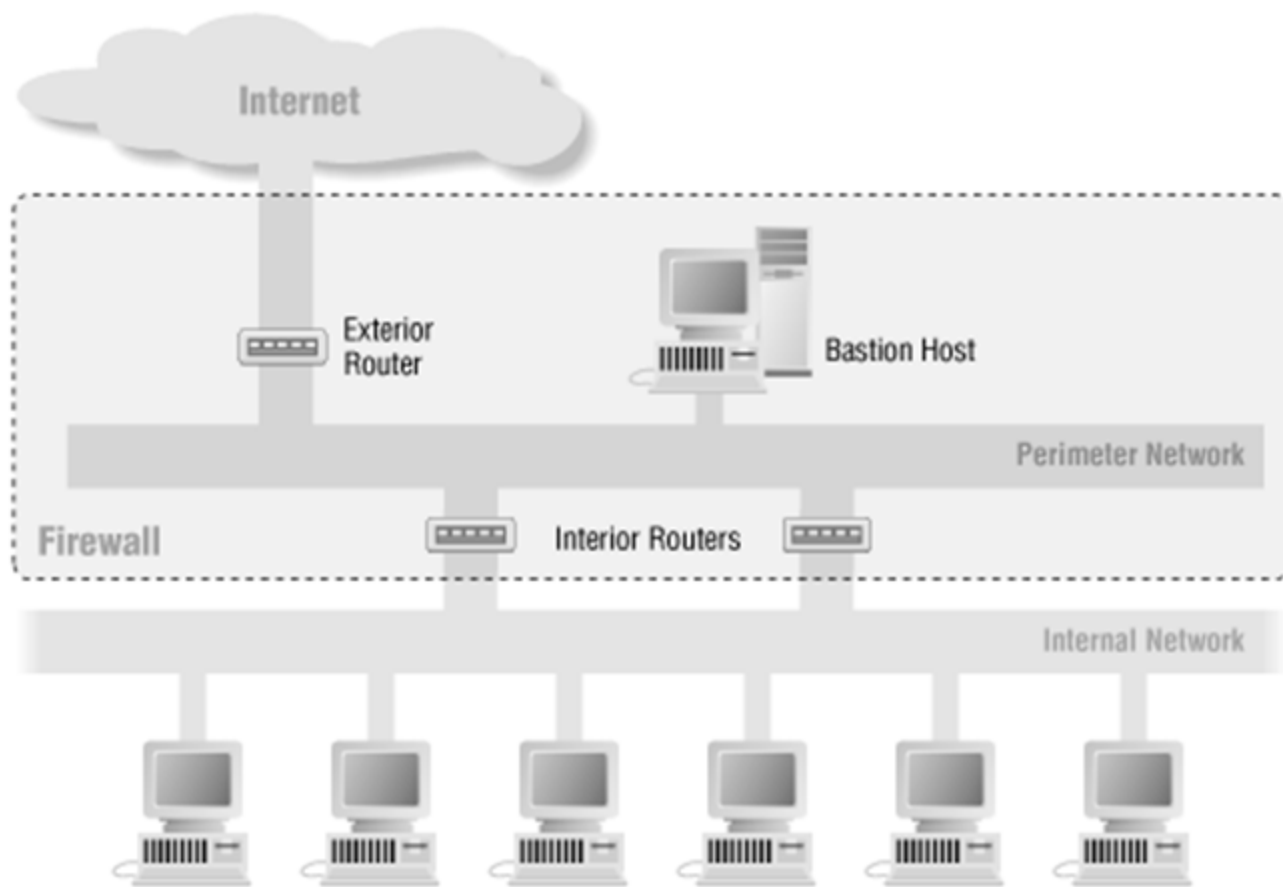 Internet
Exterior
Router
Bastion Host
Perimeter Network
Firewall
Interior Routers
Internal Network